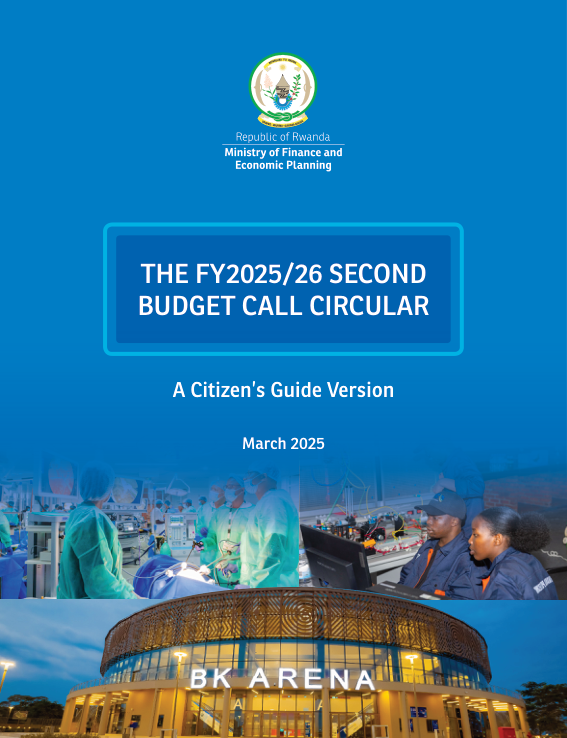 Republic of Rwanda
Ministry of Finance and
Economic Planning
THE FY2025/26 SECOND
BUDGET CALL CIRCULAR
A Citizen's Guide Version
March 2025
BK ARENA